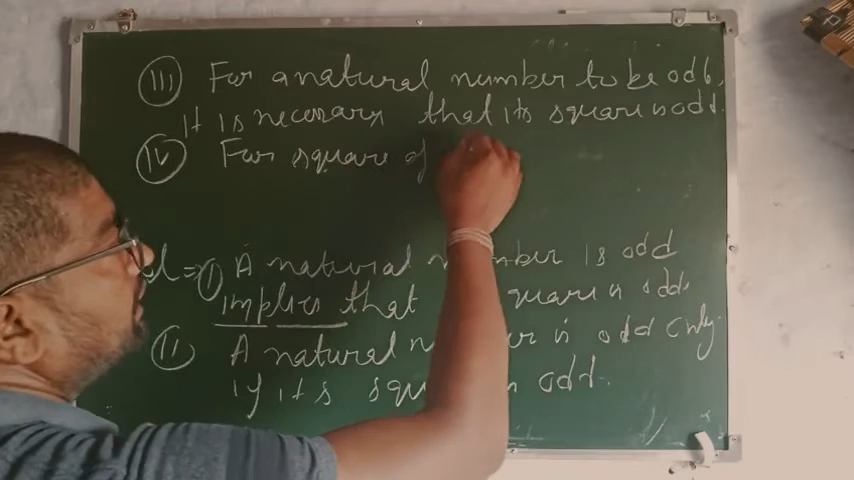 (iii) For a natural number to be odd,
it is necessary that its square is odd.
(iv) For square of
(i) A natural number is odd
implies that square is odd.
(ii) A natural number is odd only
if its square is odd.